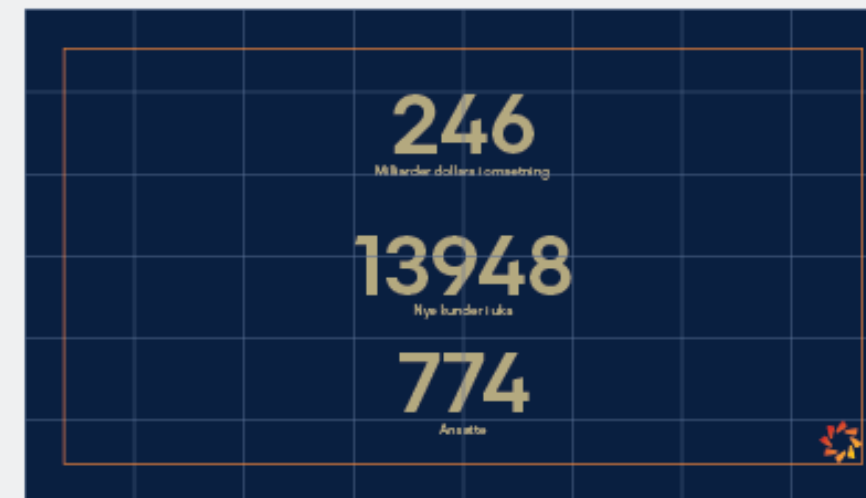 246
Milliarder dollars i omsetning
13948
Nye kunder i uka
774
Ansatte